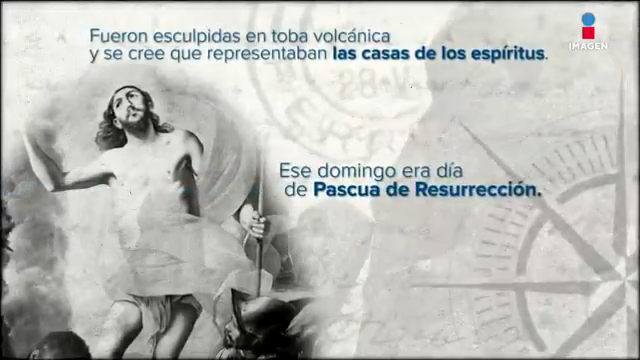 Fueron esculpidas en toba volcánica
y se cree que representaban las casas de los espíritus.
IMAGEN
Ese domingo era día
de Pascua de Resurrección.